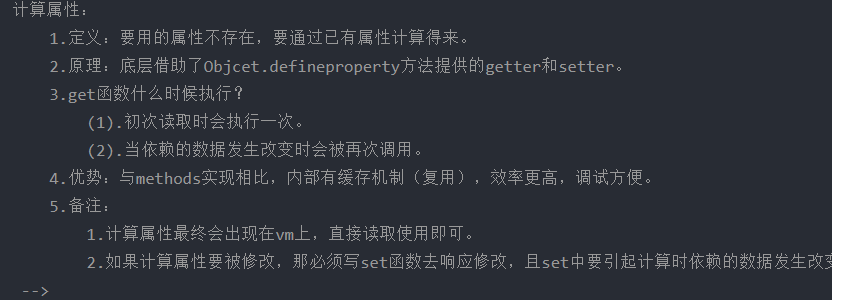 计算属性：
1.定义：要用的属性不存在，要通过已有属性计算得来。
2.原理：底层借助了Objcet.defineproperty方法提供的getter和setter。
3.get函数什么时候执行？
(1).初次读取时会执行一次。
(2).当依赖的数据发生改变时会被再次调用。
4.优势：与methods实现相比，内部有缓存机制（复用），效率更高，调试方便。
5.备注：
1.计算属性最终会出现在vm上，直接读取使用即可。
2.如果计算属性要被修改，那必须写set函数去响应修改，且set中要引起计算时依赖的数据发生改变
-->